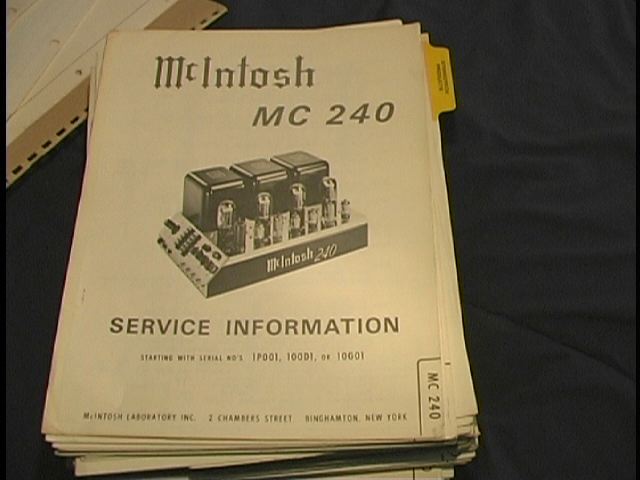 McIntosh
MC 240
McIntosh 240
SERVICE INFORMATION
STARTING WITH SERIAL NO'S 1P001, 100D1, OR 10G01
MC 240
McINTOSH LABORATORY INC. 2 CHAMBERS STREET BINGHAMTON, NEW YORK